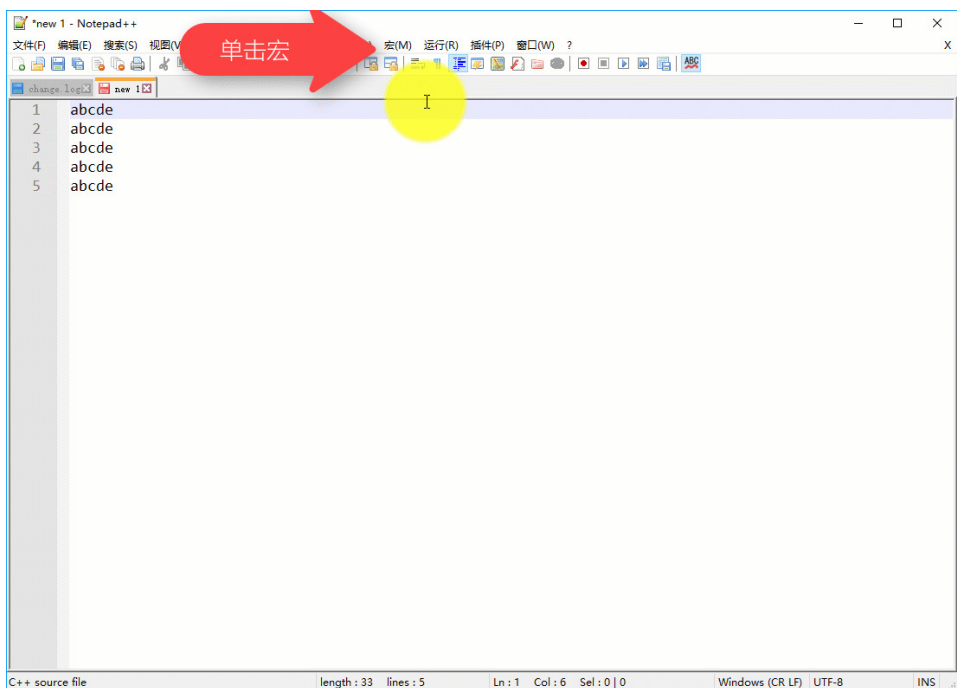 *new 1 - Notepad++
文件(F) 编辑(E) 搜索(S) 视图(V 宏(M) 运行(R) 插件(P) 窗口(W) ? X
单击宏
ABC
change.log new 1
1 abcde
2 abcde
3 abcde
4 abcde
5 abcde
C++ source file length : 33 lines : 5 Ln : 1 Col : 6 Sel : 0 | 0 Windows (CR LF) UTF-8 INS